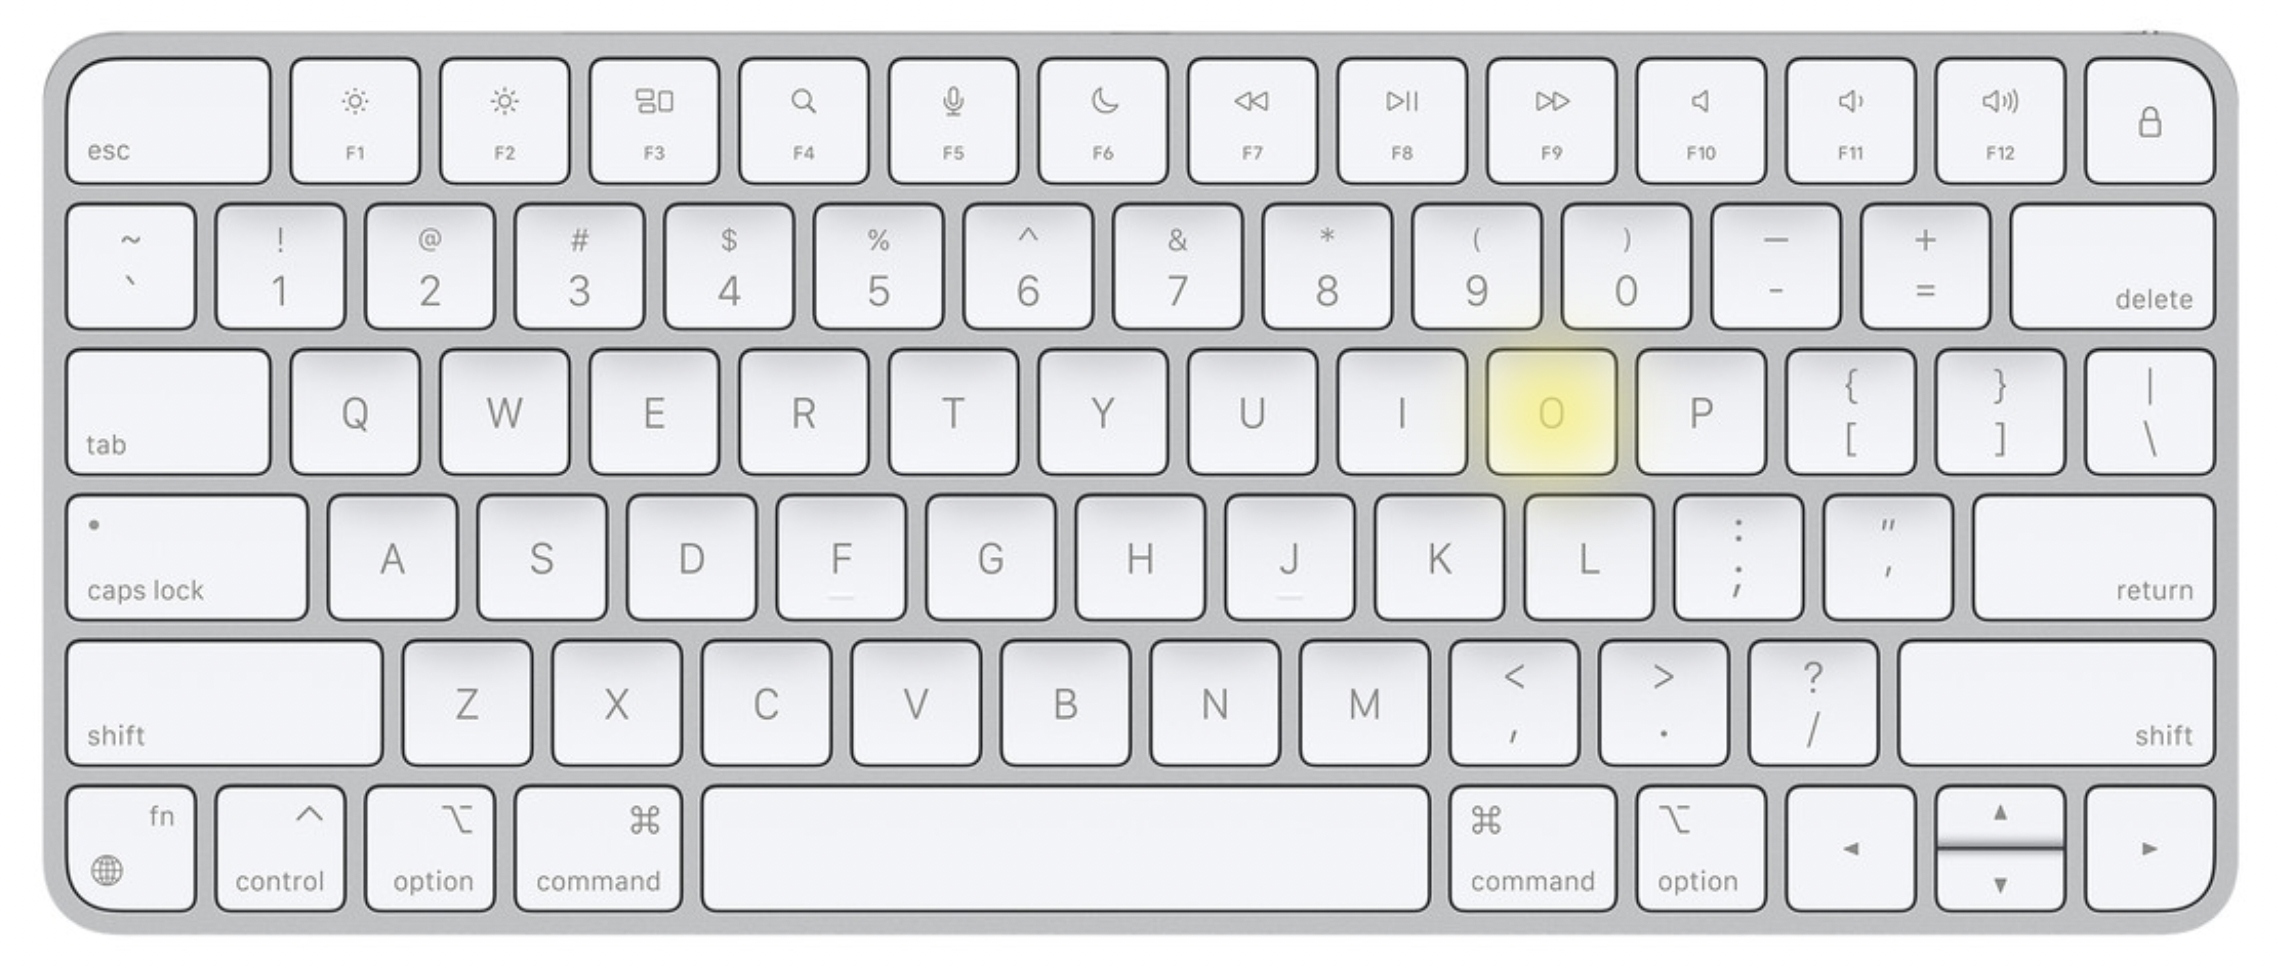 esc F1 F2 F3 F4 F5 F6 F7 F8 F9 F10 F11 F12
~ ! @ # $ % ^ & * ( ) — +
` 1 2 3 4 5 6 7 8 9 0 - = delete
tab Q W E R T Y U I O P { } |
[ ] \
caps lock A S D F G H J K L : "
; ' return
shift Z X C V B N M < > ?
, . / shift
fn ^ ⌥ ⌘ ⌘ ⌥
control option command command option ◀ ▲ ▼ ▶